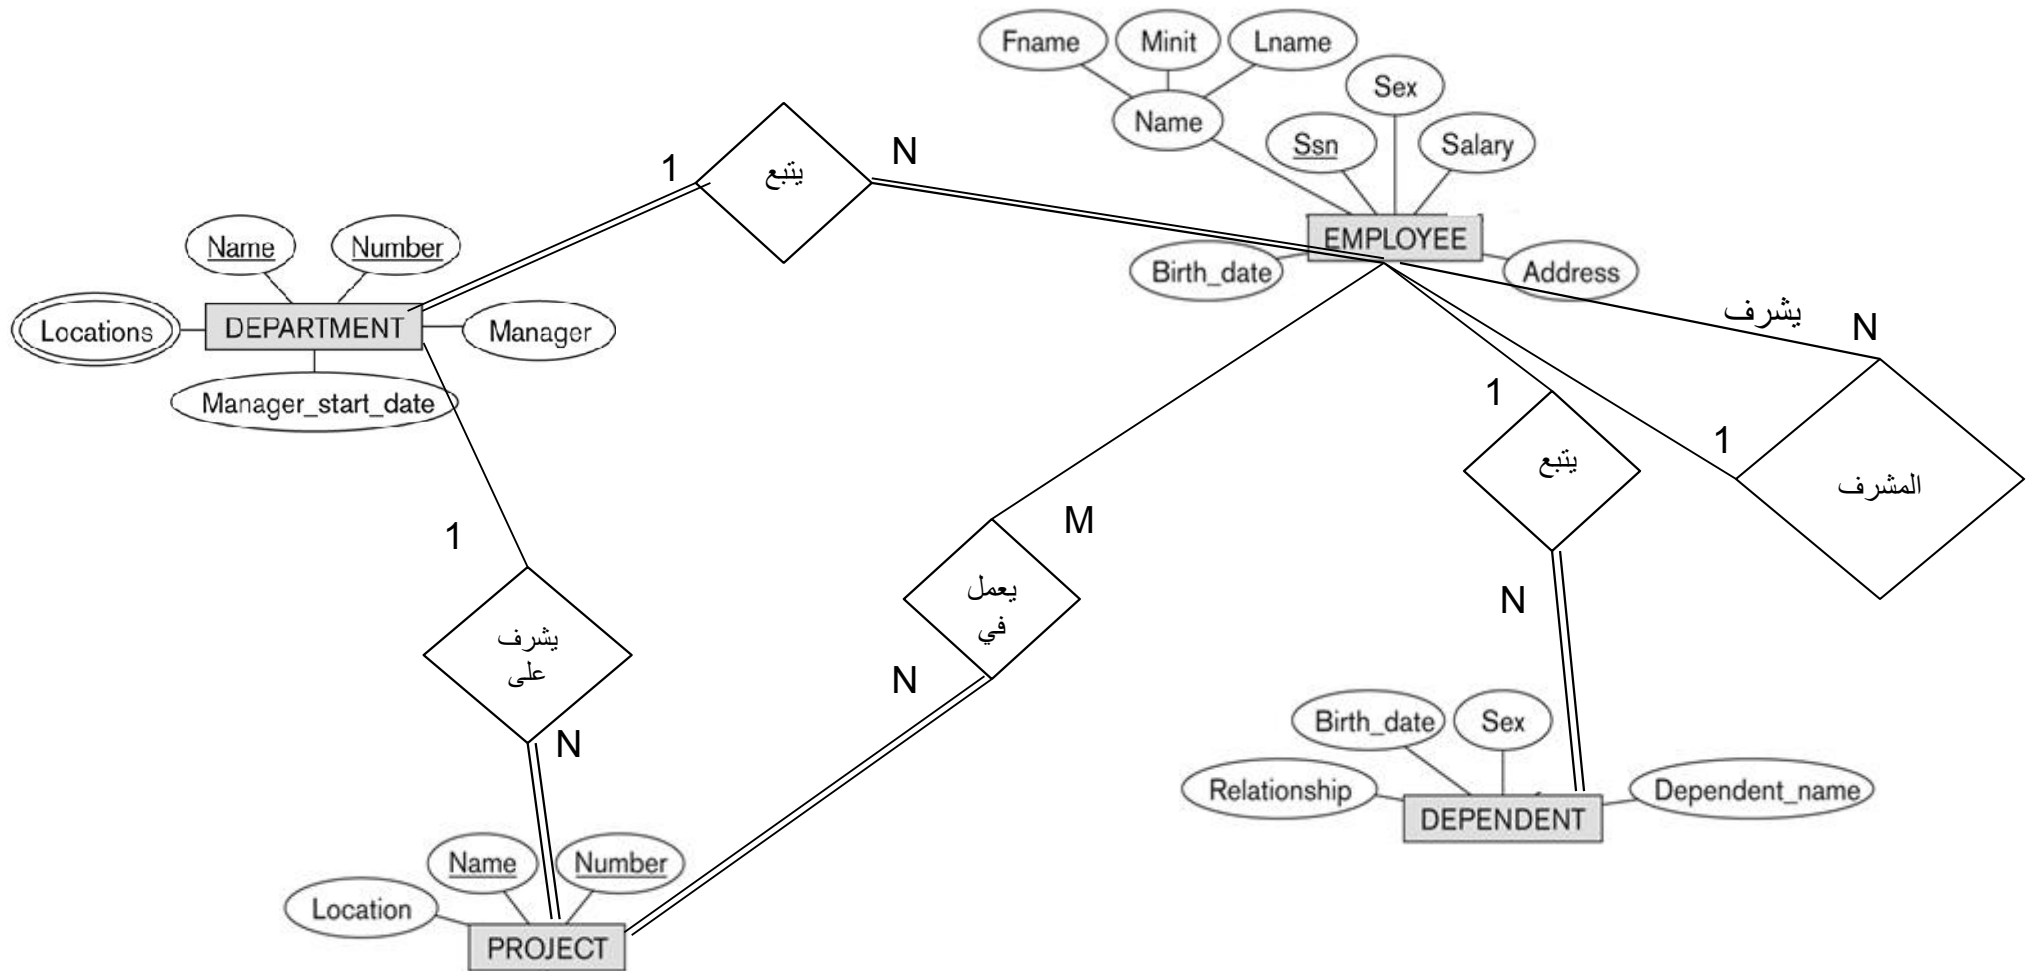 Fname
Minit
Lname
Sex
Name
Ssn
Salary
1
يتبع
N
EMPLOYEE
Birth_date
Address
Name
Number
Locations
DEPARTMENT
Manager
Manager_start_date
يشرف
N
1
المشرف
1
يتبع
N
M
يعمل
في
N
1
يشرف
على
N
Birth_date
Sex
Relationship
Dependent_name
DEPENDENT
Name
Number
Location
PROJECT